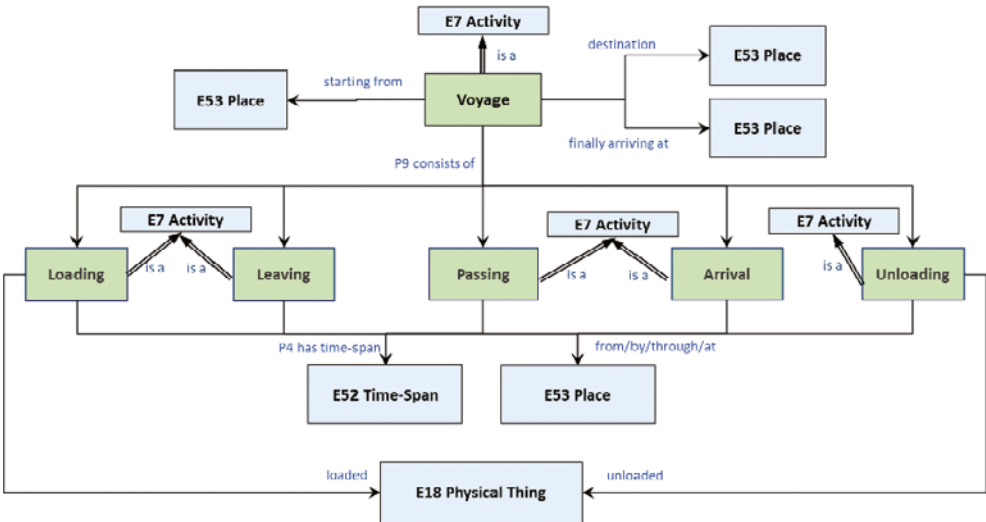 E7 Activity
is a
destination
E53 Place
starting from
E53 Place
Voyage
E53 Place
finally arriving at
P9 consists of
E7 Activity
E7 Activity
E7 Activity
Loading
is a
is a
Leaving
Passing
is a
is a
Arrival
is a
Unloading
P4 has time-span
from/by/through/at
E52 Time-Span
E53 Place
loaded
E18 Physical Thing
unloaded